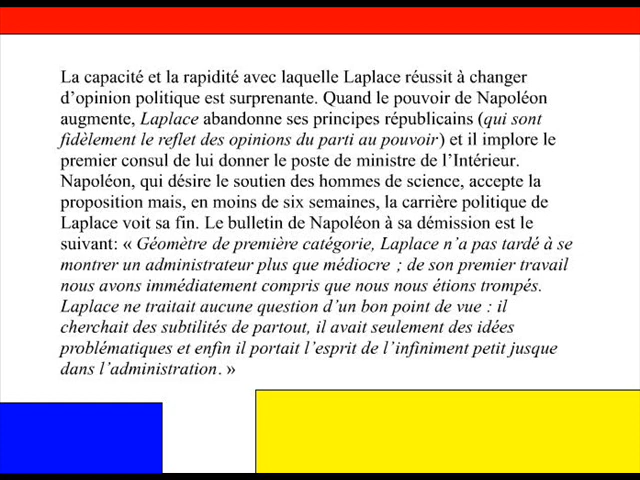 La capacité et la rapidité avec laquelle Laplace réussit à changer
d’opinion politique est surprenante. Quand le pouvoir de Napoléon
augmente, Laplace abandonne ses principes républicains (qui sont
fidèlement le reflet des opinions du parti au pouvoir) et il implore le
premier consul de lui donner le poste de ministre de l’Intérieur.
Napoléon, qui désire le soutien des hommes de science, accepte la
proposition mais, en moins de six semaines, la carrière politique de
Laplace voit sa fin. Le bulletin de Napoléon à sa démission est le
suivant: « Géomètre de première catégorie, Laplace n’a pas tardé à se
montrer un administrateur plus que médiocre ; de son premier travail
nous avons immédiatement compris que nous nous étions trompés.
Laplace ne traitait aucune question d’un bon point de vue : il
cherchait des subtilités de partout, il avait seulement des idées
problématiques et enfin il portait l’esprit de l’infiniment petit jusque
dans l’administration. »